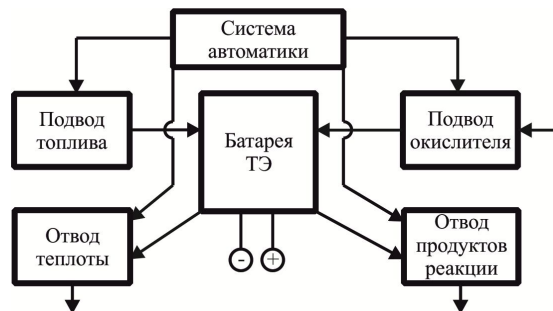 Система
автоматики
Подвод
топлива
Батарея
ТЭ
Подвод
окислителя
Отвод
теплоты
- +
Отвод
продуктов
реакции